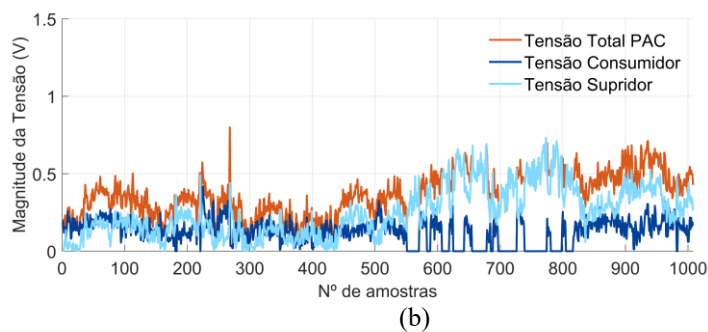 1.5
Tensão Total PAC
Tensão Consumidor
Tensão Supridor
1
0.5
0
Magnitude da Tensão (V)
0 100 200 300 400 500 600 700 800 900 1000
Nº de amostras
(b)